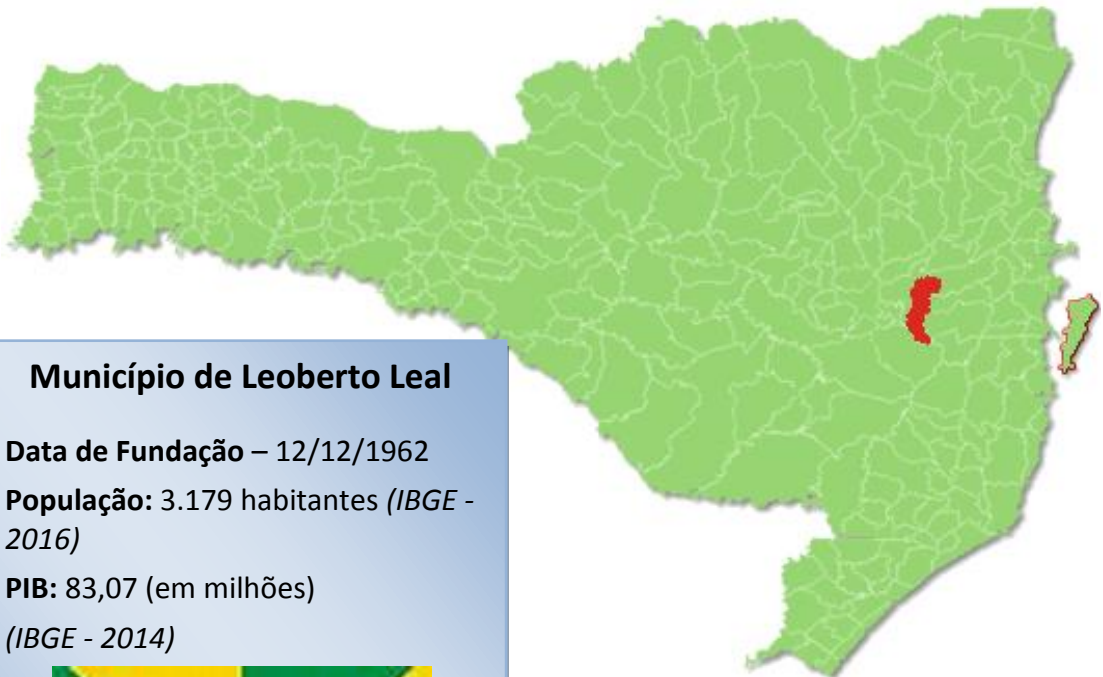 Município de Leoberto Leal
Data de Fundação – 12/12/1962
População: 3.179 habitantes (IBGE -
2016)
PIB: 83,07 (em milhões)
(IBGE - 2014)